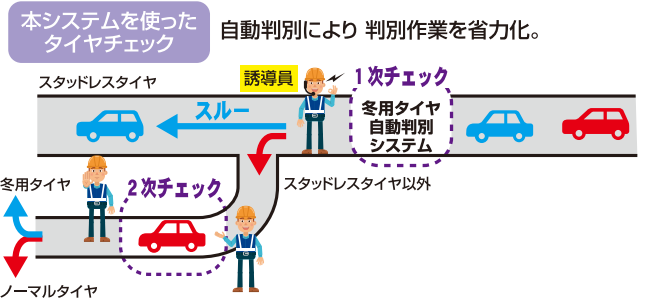 本システムを使った
タイヤチェック
自動判別により 判別作業を省力化。
スタッドレスタイヤ
誘導員
1次チェック
スルー
冬用タイヤ
自動判別
システム
冬用タイヤ
2次チェック
スタッドレスタイヤ以外
ノーマルタイヤ